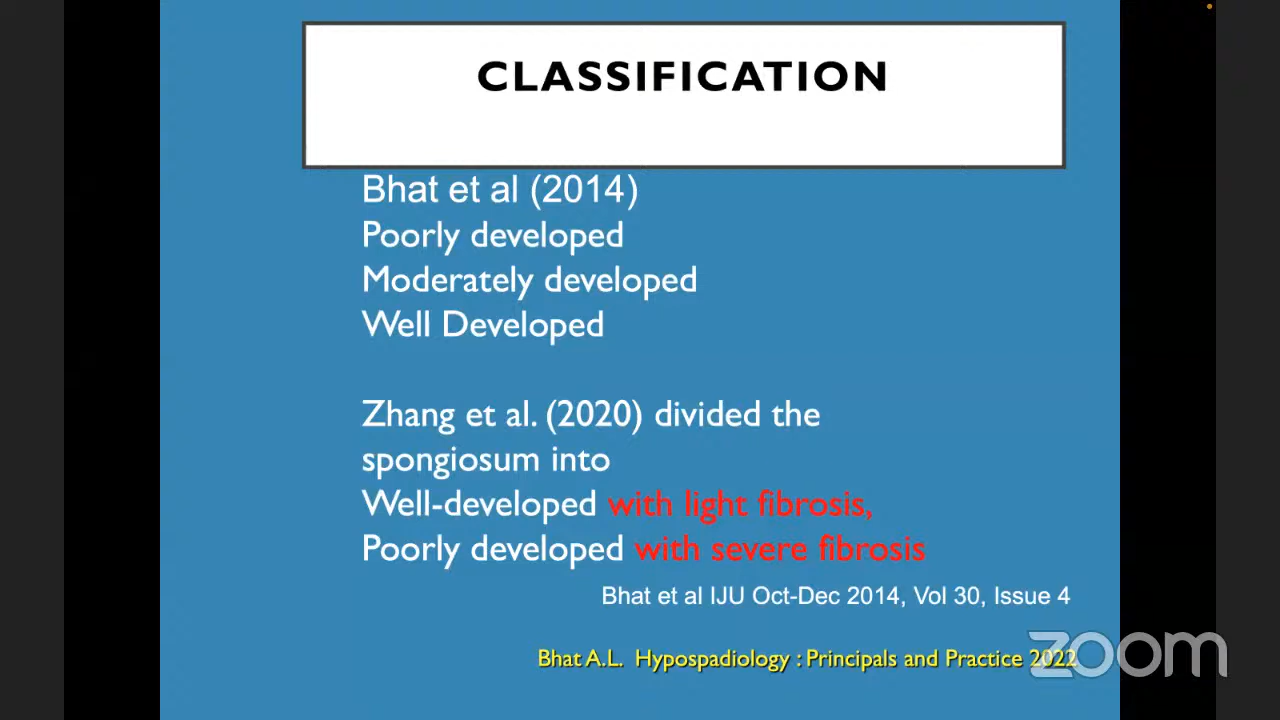 CLASSIFICATION
Bhat et al (2014)
Poorly developed
Moderately developed
Well Developed
Zhang et al. (2020) divided the
spongiosum into
Well-developed with light fibrosis,
Poorly developed with severe fibrosis
Bhat et al IJU Oct-Dec 2014, Vol 30, Issue 4
Bhat A.L. Hypospadiology : Principals and Practice 2022
zoom